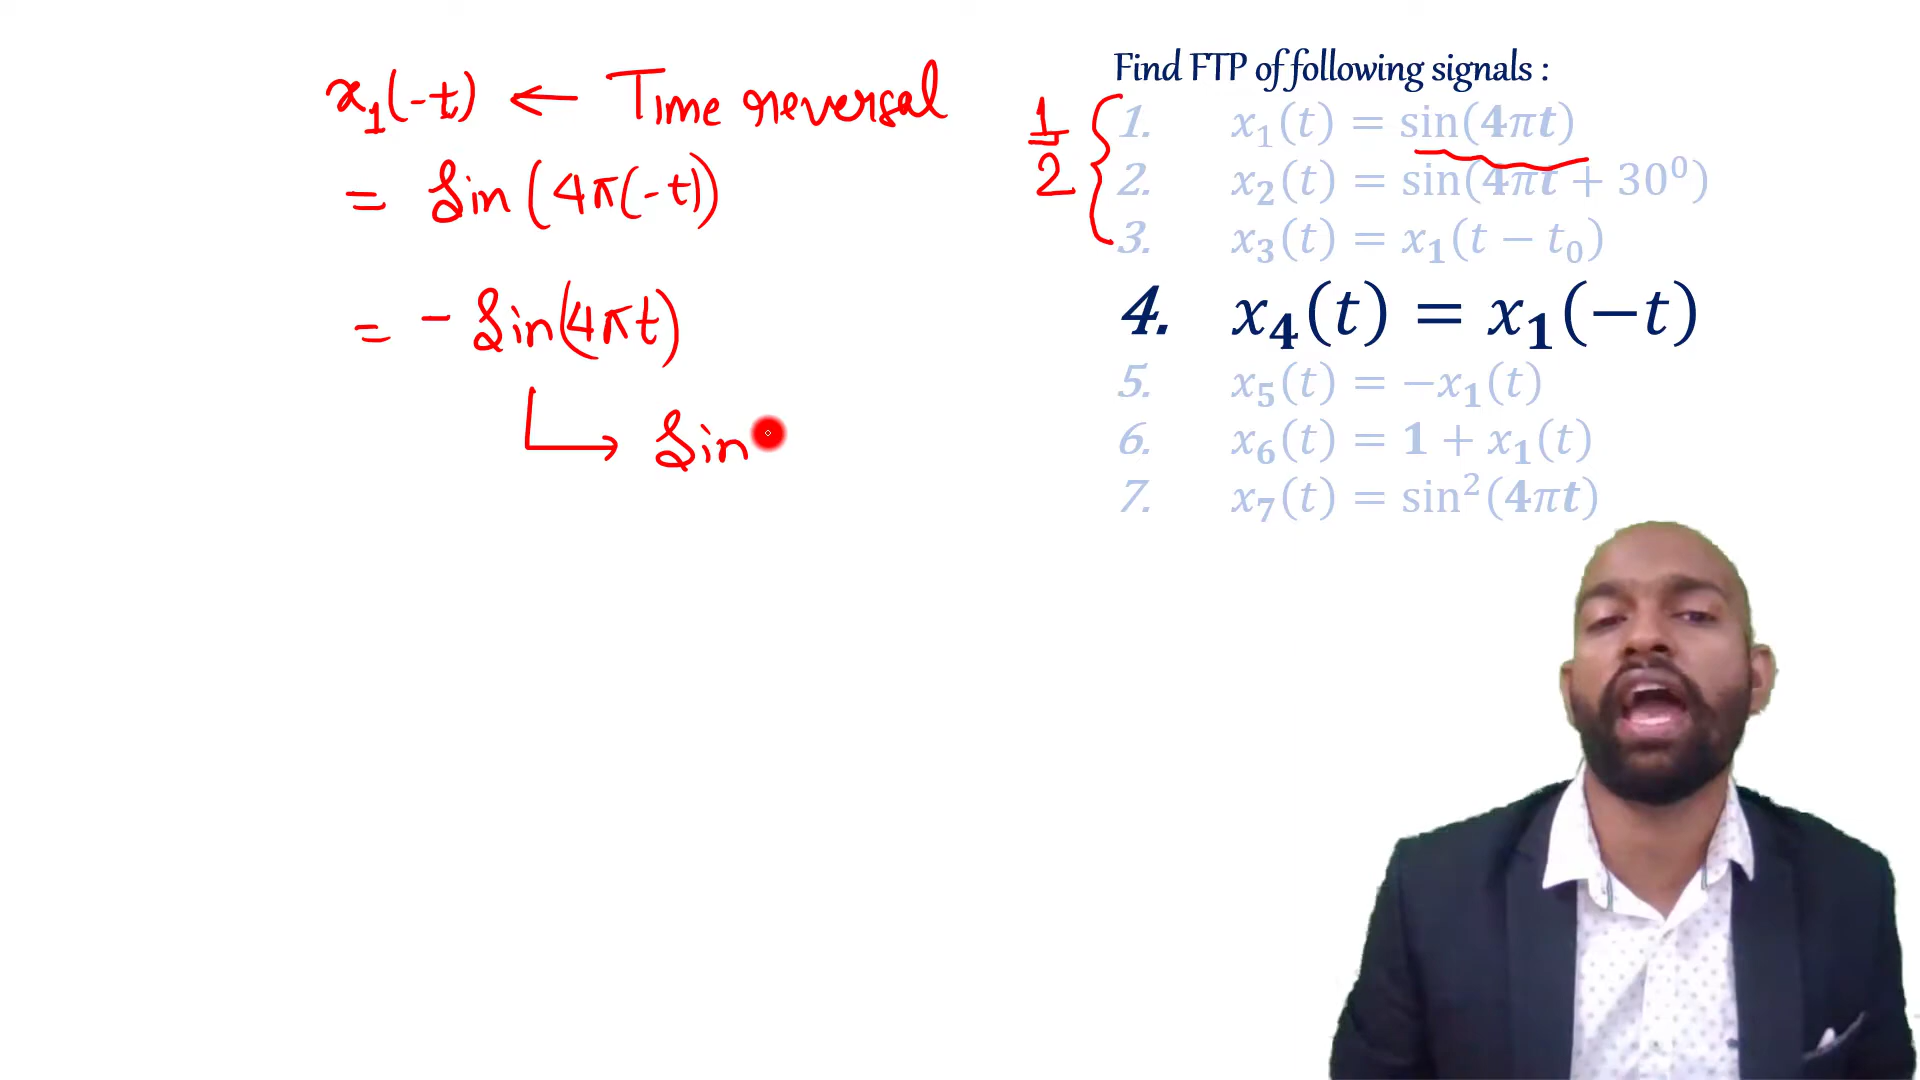 x₁(-t) ← Time reversal
= Sin(4π(-t))
= - Sin(4πt)
Sin
Find FTP of following signals :
1/2
1. x₁(t) = sin(4πt)
2. x₂(t) = sin(4πt + 30⁰)
3. x₃(t) = x₁(t − t₀)
4. x₄(t) = x₁(−t)
5. x₅(t) = −x₁(t)
6. x₆(t) = 1 + x₁(t)
7. x₇(t) = sin²(4πt)